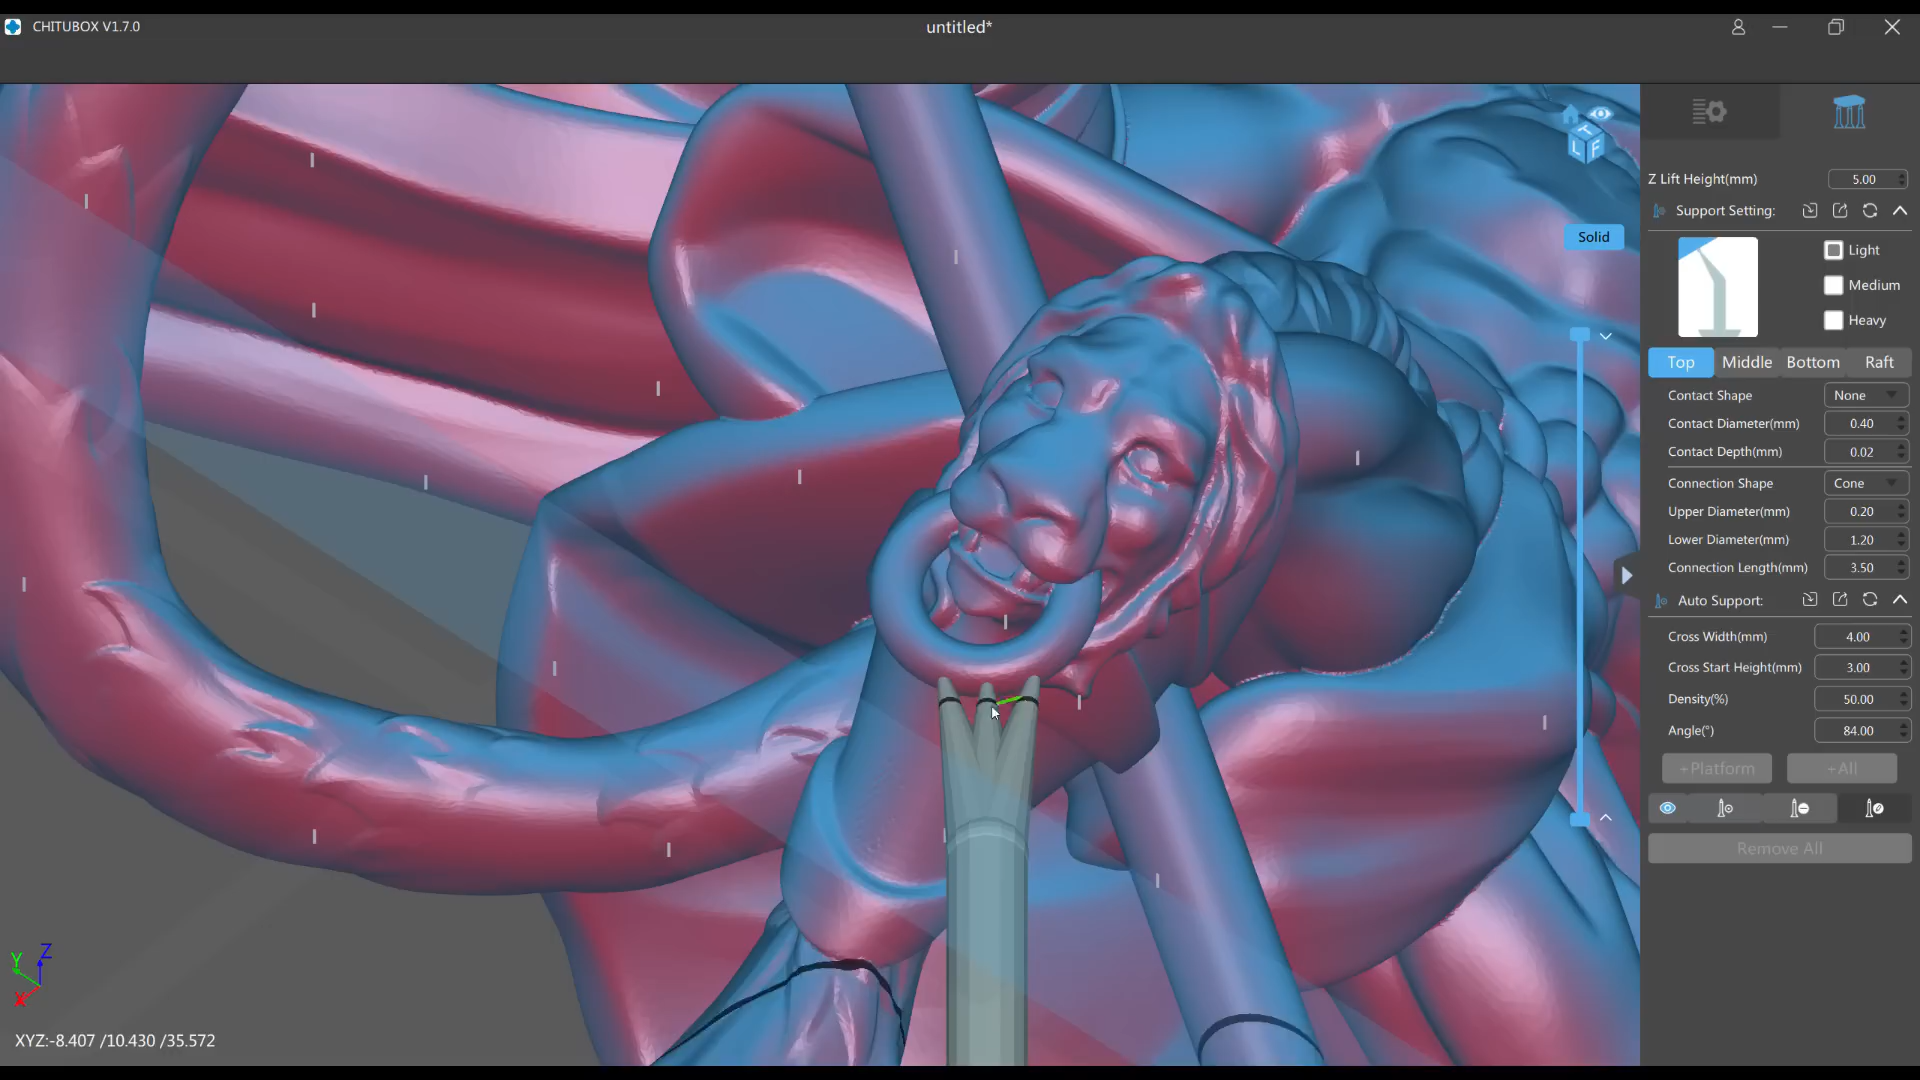 CHITUBOX V1.7.0
untitled*
Z Lift Height(mm) 5.00
Support Setting:
Light
Medium
Heavy
Solid
Top Middle Bottom Raft
Contact Shape None
Contact Diameter(mm) 0.40
Contact Depth(mm) 0.02
Connection Shape Cone
Upper Diameter(mm) 0.20
Lower Diameter(mm) 1.20
Connection Length(mm) 3.50
Auto Support:
Cross Width(mm) 4.00
Cross Start Height(mm) 3.00
Density(%) 50.00
Angle(°) 84.00
+Platform +All
Remove All
T
L F
Y Z
X
XYZ:-8.407 /10.430 /35.572